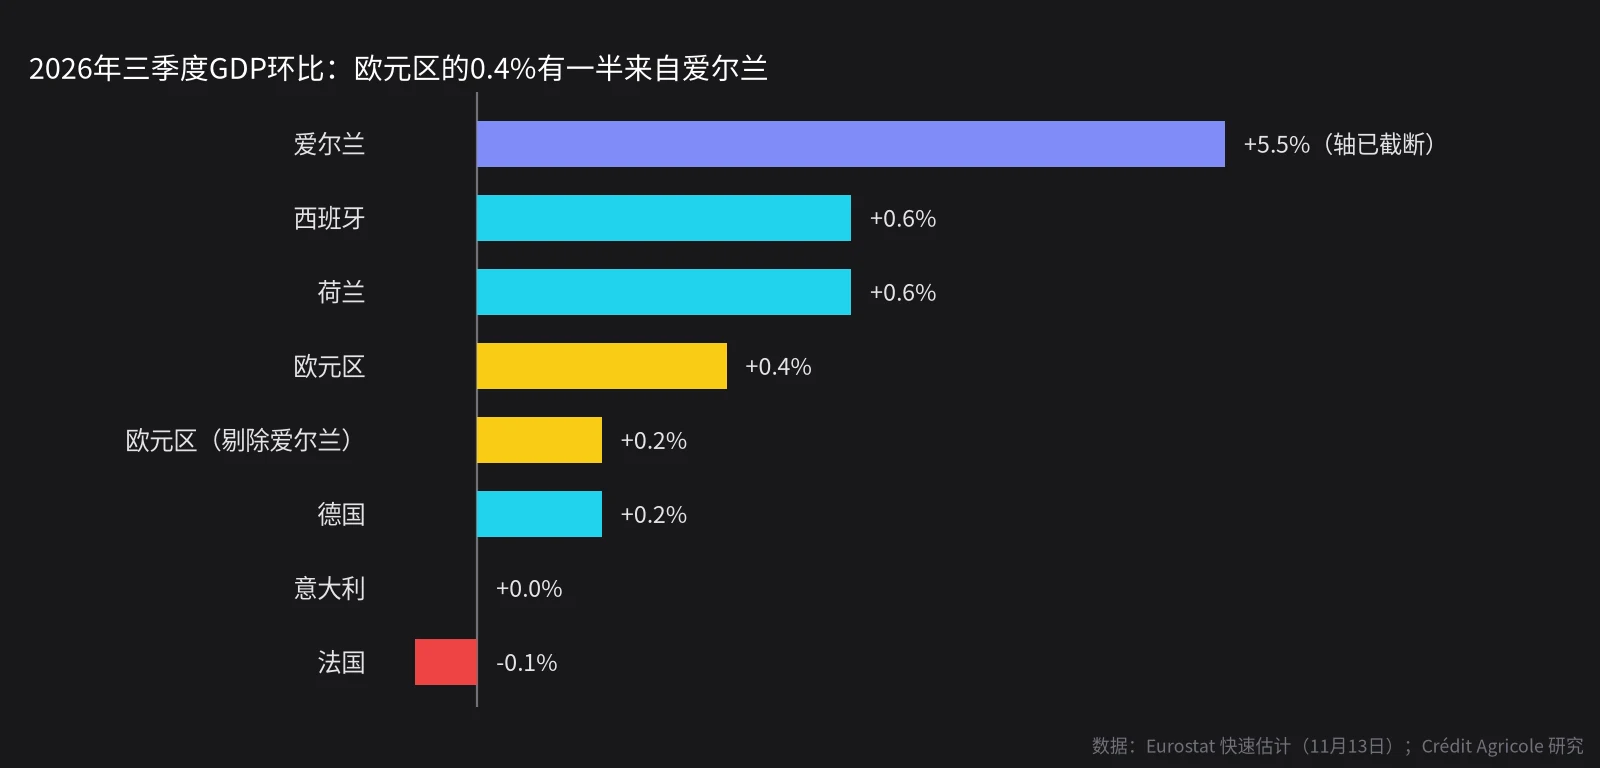 2026年三季度GDP环比：欧元区的0.4%有一半来自爱尔兰
爱尔兰 +5.5%（轴已截断）
西班牙 +0.6%
荷兰 +0.6%
欧元区 +0.4%
欧元区（剔除爱尔兰） +0.2%
德国 +0.2%
意大利 +0.0%
法国 -0.1%
数据：Eurostat 快速估计（11月13日）；Crédit Agricole 研究